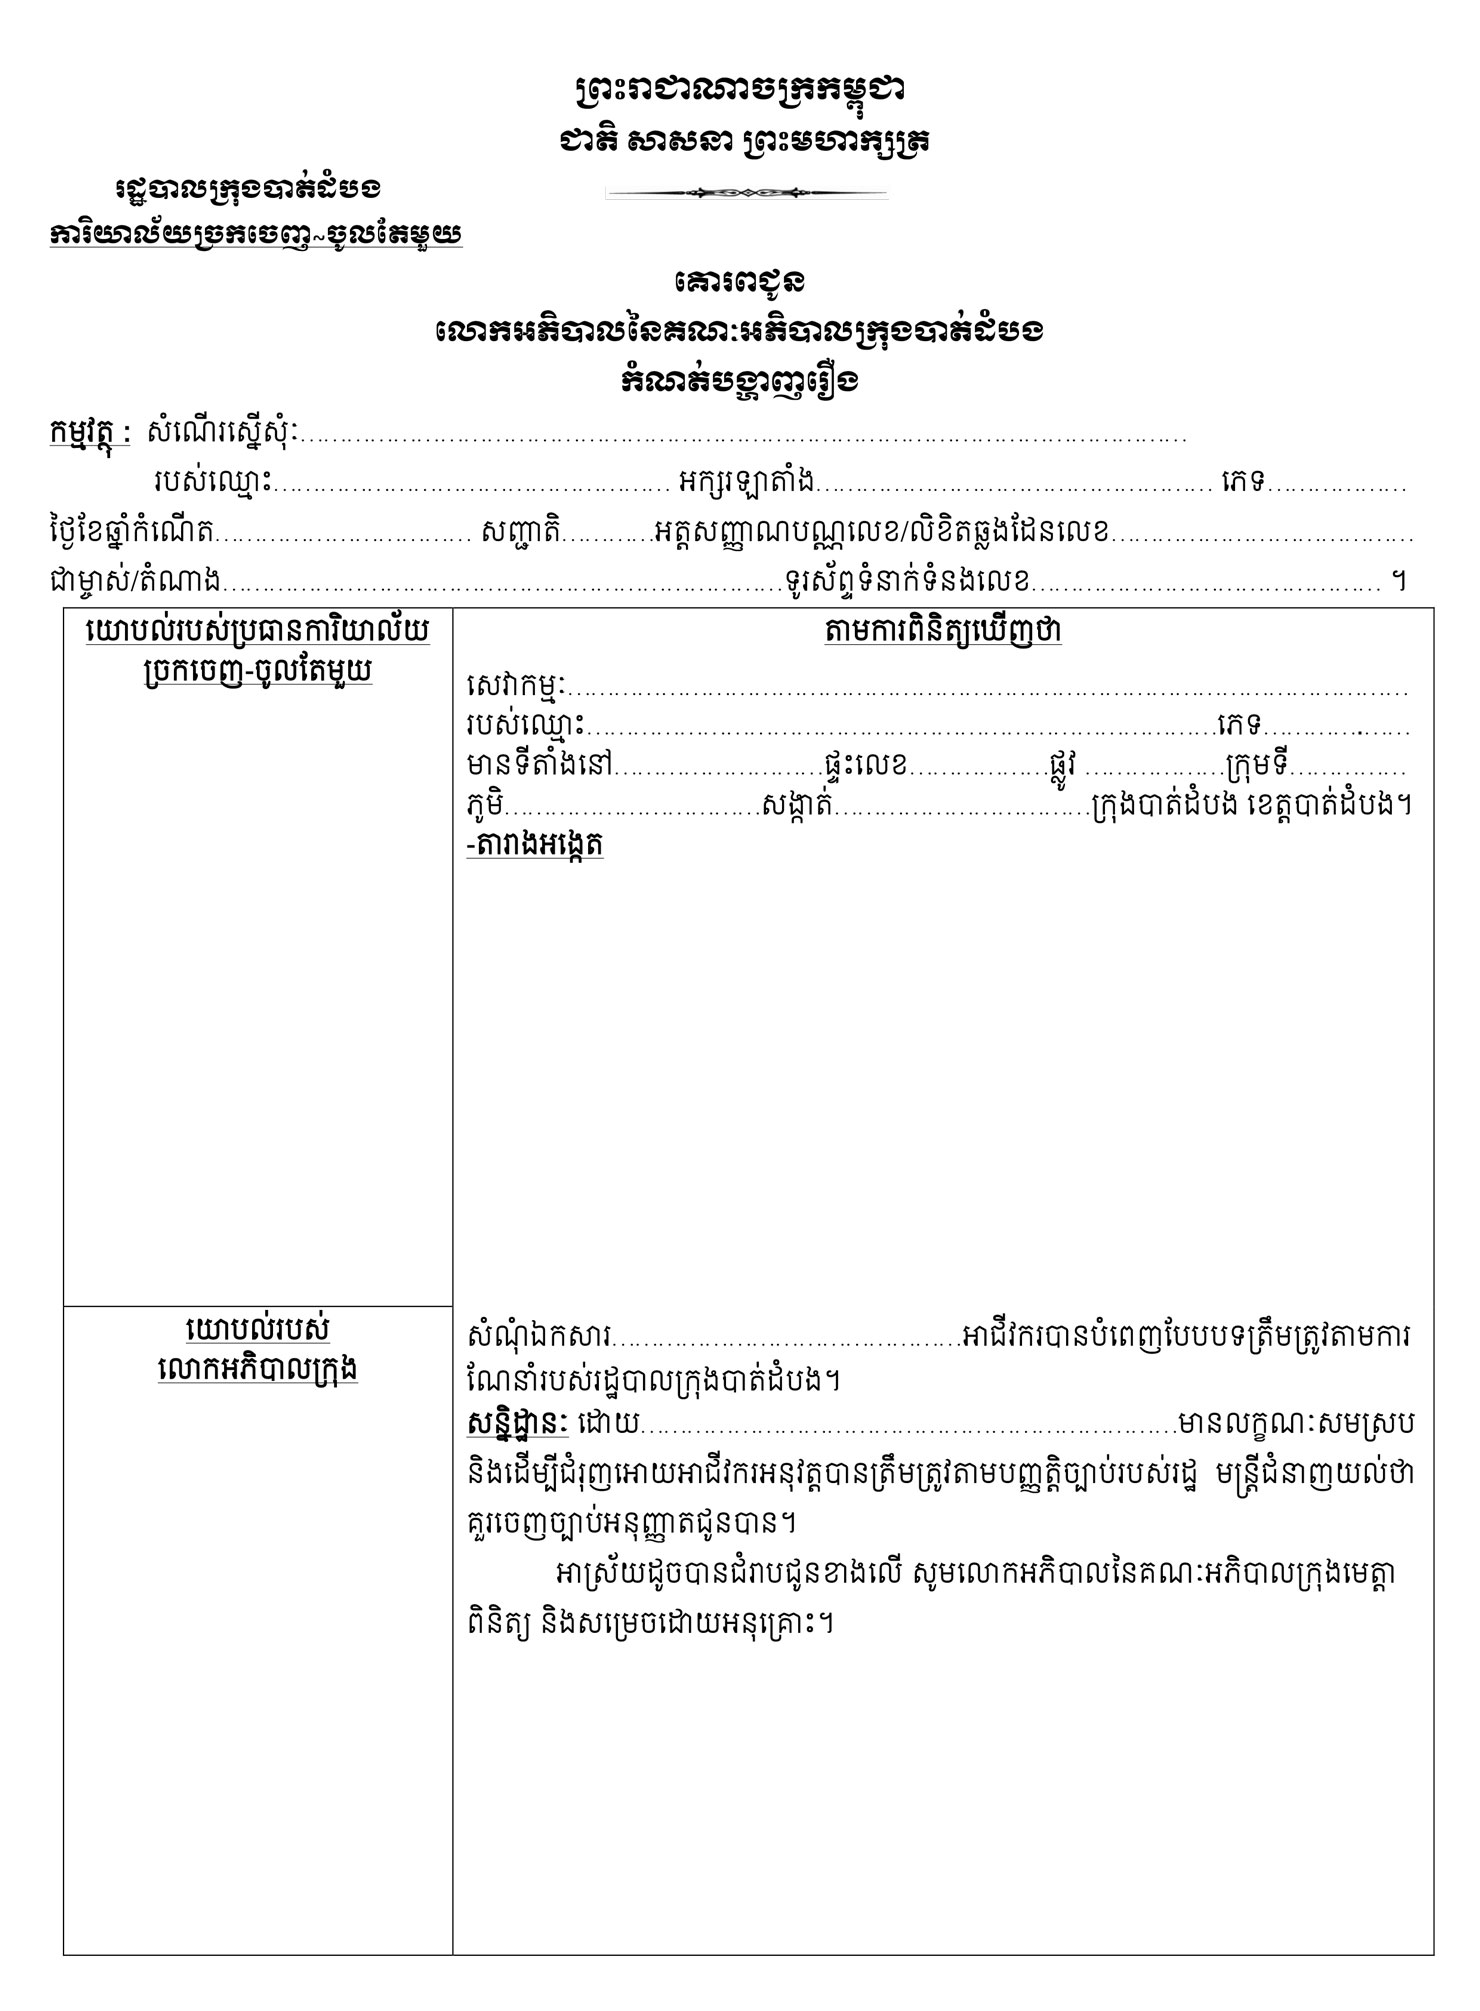 ព្រះរាជាណាចក្រកម្ពុជា
ជាតិ សាសនា ព្រះមហាក្សត្រ
រដ្ឋបាលក្រុងបាត់ដំបង
ការិយាល័យច្រកចេញ~ចូលតែមួយ
គោរពជូន
លោកអភិបាលនៃគណៈអភិបាលក្រុងបាត់ដំបង
កំណត់បង្ហាញរឿង
កម្មវត្ថុ : សំណើរស្នើសុំ:........................................................................................................
របស់ឈ្មោះ.................................................. អក្សរឡាតាំង.................................................. ភេទ..................
ថ្ងៃខែឆ្នាំកំណើត................................. សញ្ជាតិ............អត្តសញ្ញាណបណ្ណលេខ/លិខិតឆ្លងដែនលេខ.......................................
ជាម្ចាស់/តំណាង........................................................................ទូរស័ព្ទទំនាក់ទំនងលេខ............................................. ។
យោបល់របស់ប្រធានការិយាល័យ
ច្រកចេញ-ចូលតែមួយ
តាមការពិនិត្យឃើញថា
សេវាកម្ម:............................................................................................................
របស់ឈ្មោះ.................................................................................ភេទ...................
មានទីតាំងនៅ...........................ផ្ទះលេខ..................ផ្លូវ ..................ក្រុមទី...............
ភូមិ.................................សង្កាត់.................................ក្រុងបាត់ដំបង ខេត្តបាត់ដំបង។
-តារាងអង្កេត
យោបល់របស់
លោកអភិបាលក្រុង
សំណុំឯកសារ.............................................អាជីវករបានបំពេញបែបបទត្រឹមត្រូវតាមការ
ណែនាំរបស់រដ្ឋបាលក្រុងបាត់ដំបង។
សន្និដ្ឋាន: ដោយ.....................................................................មានលក្ខណៈសមស្រប
និងដើម្បីជំរុញអោយអាជីវករអនុវត្តបានត្រឹមត្រូវតាមបញ្ញត្តិច្បាប់របស់រដ្ឋ មន្ត្រីជំនាញយល់ថា
គួរចេញច្បាប់អនុញ្ញាតជូនបាន។
អាស្រ័យដូចបានជំរាបជូនខាងលើ សូមលោកអភិបាលនៃគណៈអភិបាលក្រុងមេត្តា
ពិនិត្យ និងសម្រេចដោយអនុគ្រោះ។